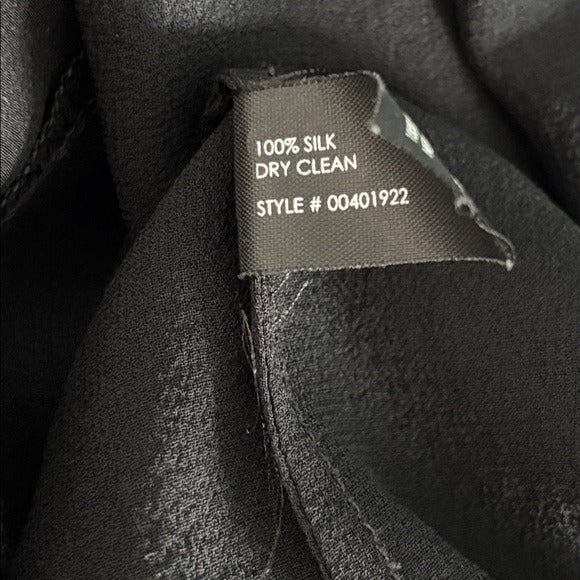 100% SILK
DRY CLEAN
STYLE # 00401922